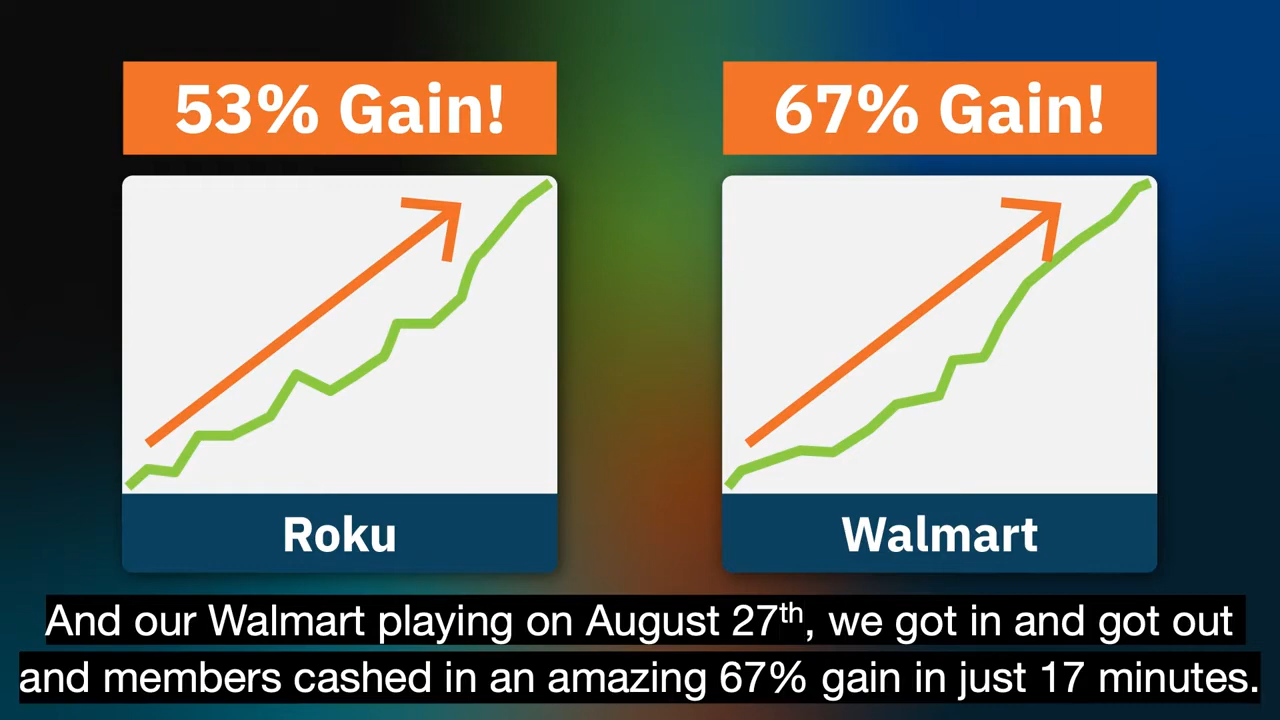 53% Gain!
67% Gain!
Roku
Walmart
And our Walmart playing on August 27th, we got in and got out
and members cashed in an amazing 67% gain in just 17 minutes.